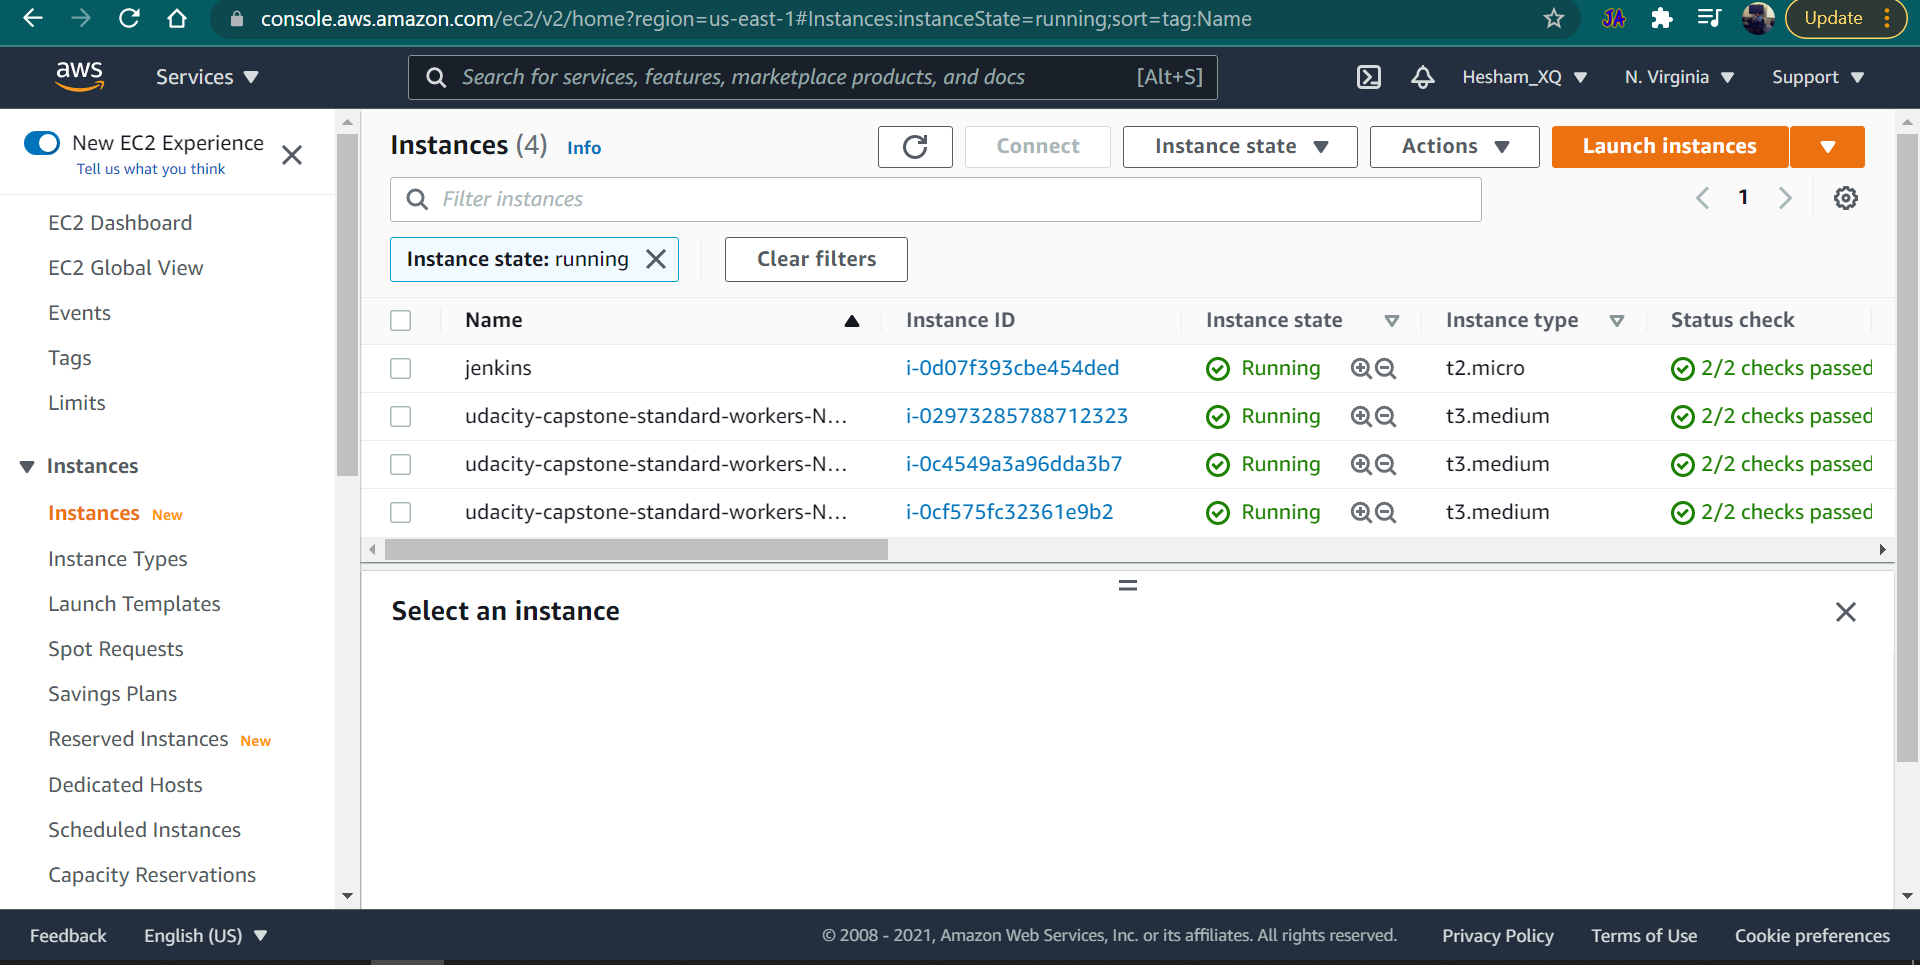 console.aws.amazon.com/ec2/v2/home?region=us-east-1#Instances:instanceState=running;sort=tag:Name
JA
Update
aws
Services
Search for services, features, marketplace products, and docs
[Alt+S]
Hesham_XQ
N. Virginia
Support
New EC2 Experience
Tell us what you think
EC2 Dashboard
EC2 Global View
Events
Tags
Limits
Instances
Instances New
Instance Types
Launch Templates
Spot Requests
Savings Plans
Reserved Instances New
Dedicated Hosts
Scheduled Instances
Capacity Reservations
Instances (4) Info
Connect
Instance state
Actions
Launch instances
Filter instances
1
Instance state: running
Clear filters
Name Instance ID Instance state Instance type Status check
jenkins i-0d07f393cbe454ded Running t2.micro 2/2 checks passed
udacity-capstone-standard-workers-N... i-02973285788712323 Running t3.medium 2/2 checks passed
udacity-capstone-standard-workers-N... i-0c4549a3a96dda3b7 Running t3.medium 2/2 checks passed
udacity-capstone-standard-workers-N... i-0cf575fc32361e9b2 Running t3.medium 2/2 checks passed
Select an instance
Feedback
English (US)
© 2008 - 2021, Amazon Web Services, Inc. or its affiliates. All rights reserved.
Privacy Policy
Terms of Use
Cookie preferences